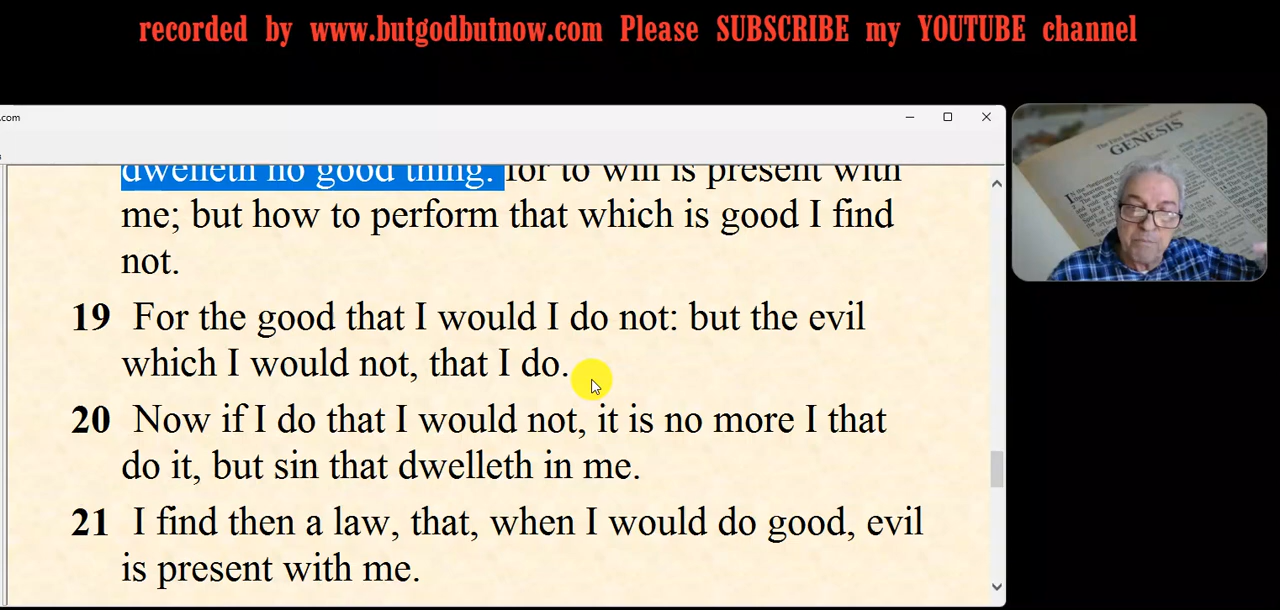 recorded by www.butgodbutnow.com Please SUBSCRIBE my YOUTUBE channel
.com
dwelleth no good thing: for to will is present with
me; but how to perform that which is good I find
not.
19 For the good that I would I do not: but the evil
which I would not, that I do.
20 Now if I do that I would not, it is no more I that
do it, but sin that dwelleth in me.
21 I find then a law, that, when I would do good, evil
is present with me.
GENESIS